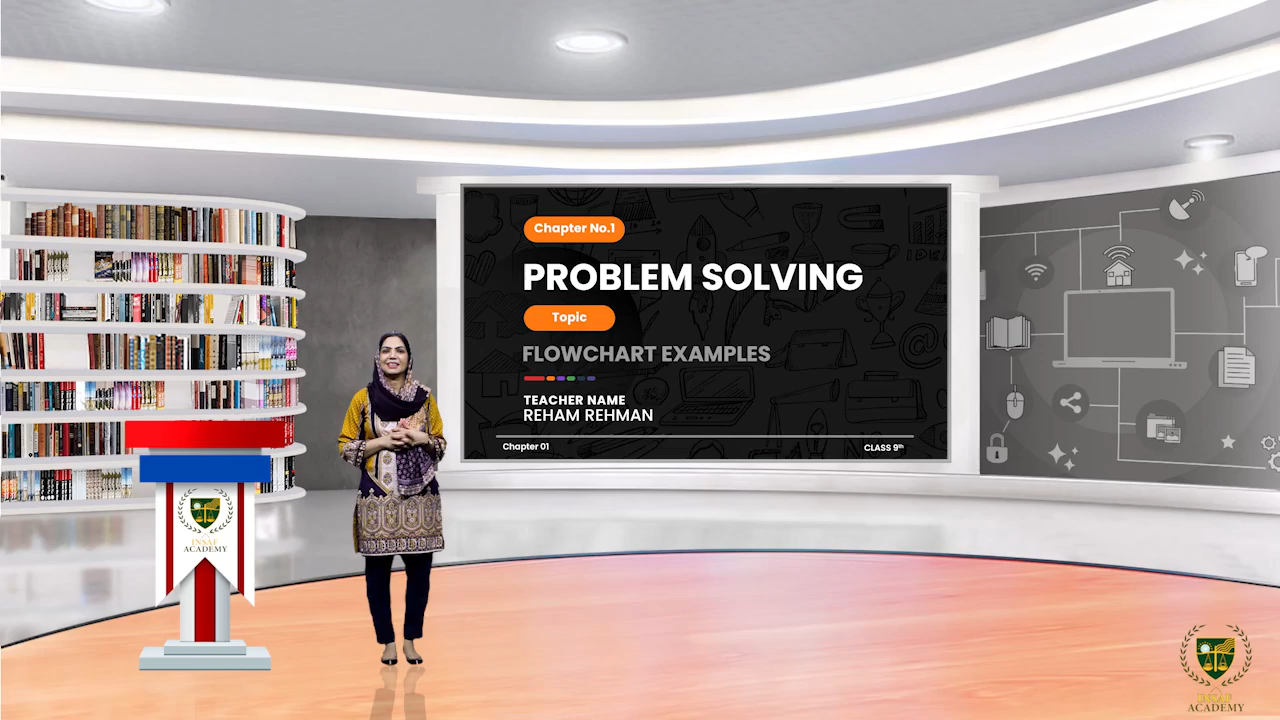 Chapter No.1
PROBLEM SOLVING
Topic
FLOWCHART EXAMPLES
TEACHER NAME
REHAM REHMAN
Chapter 01
CLASS 9th
INSAF
ACADEMY
INSAF
ACADEMY